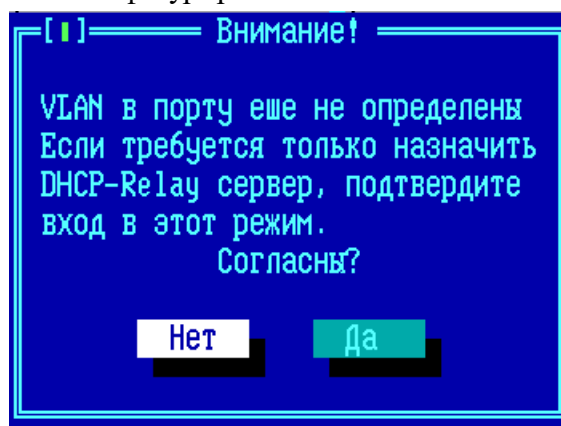 [▮] Внимание!
VLAN в порту еше не определены
Если требуется только назначить
DHCP-Relay сервер, подтвердите
вход в этот режим.
Согласны?
Нет Да